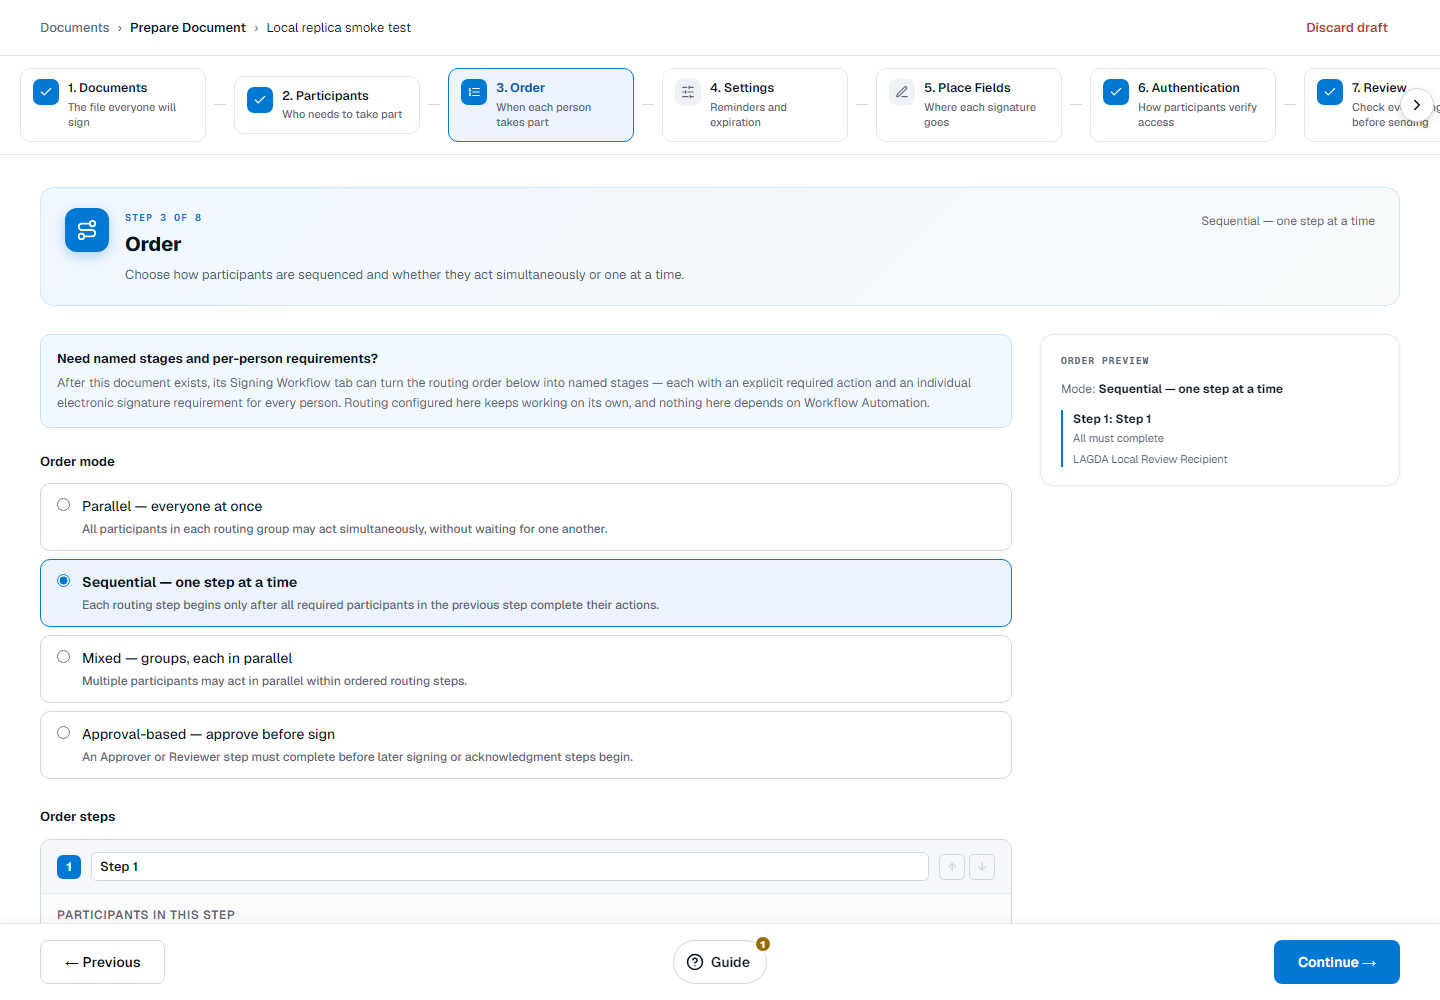 Documents › Prepare Document › Local replica smoke test
Discard draft
1. Documents
The file everyone will
sign
2. Participants
Who needs to take part
3. Order
When each person
takes part
4. Settings
Reminders and
expiration
5. Place Fields
Where each signature
goes
6. Authentication
How participants verify
access
7. Review
Check
before sending
STEP 3 OF 8
Order
Choose how participants are sequenced and whether they act simultaneously or one at a time.
Sequential — one step at a time
Need named stages and per-person requirements?
After this document exists, its Signing Workflow tab can turn the routing order below into named stages — each with an explicit required action and an individual
electronic signature requirement for every person. Routing configured here keeps working on its own, and nothing here depends on Workflow Automation.
Order mode
Parallel — everyone at once
All participants in each routing group may act simultaneously, without waiting for one another.
Sequential — one step at a time
Each routing step begins only after all required participants in the previous step complete their actions.
Mixed — groups, each in parallel
Multiple participants may act in parallel within ordered routing steps.
Approval-based — approve before sign
An Approver or Reviewer step must complete before later signing or acknowledgment steps begin.
Order steps
1
Step 1
PARTICIPANTS IN THIS STEP
ORDER PREVIEW
Mode: Sequential — one step at a time
Step 1: Step 1
All must complete
LAGDA Local Review Recipient
← Previous
Guide
1
Continue →